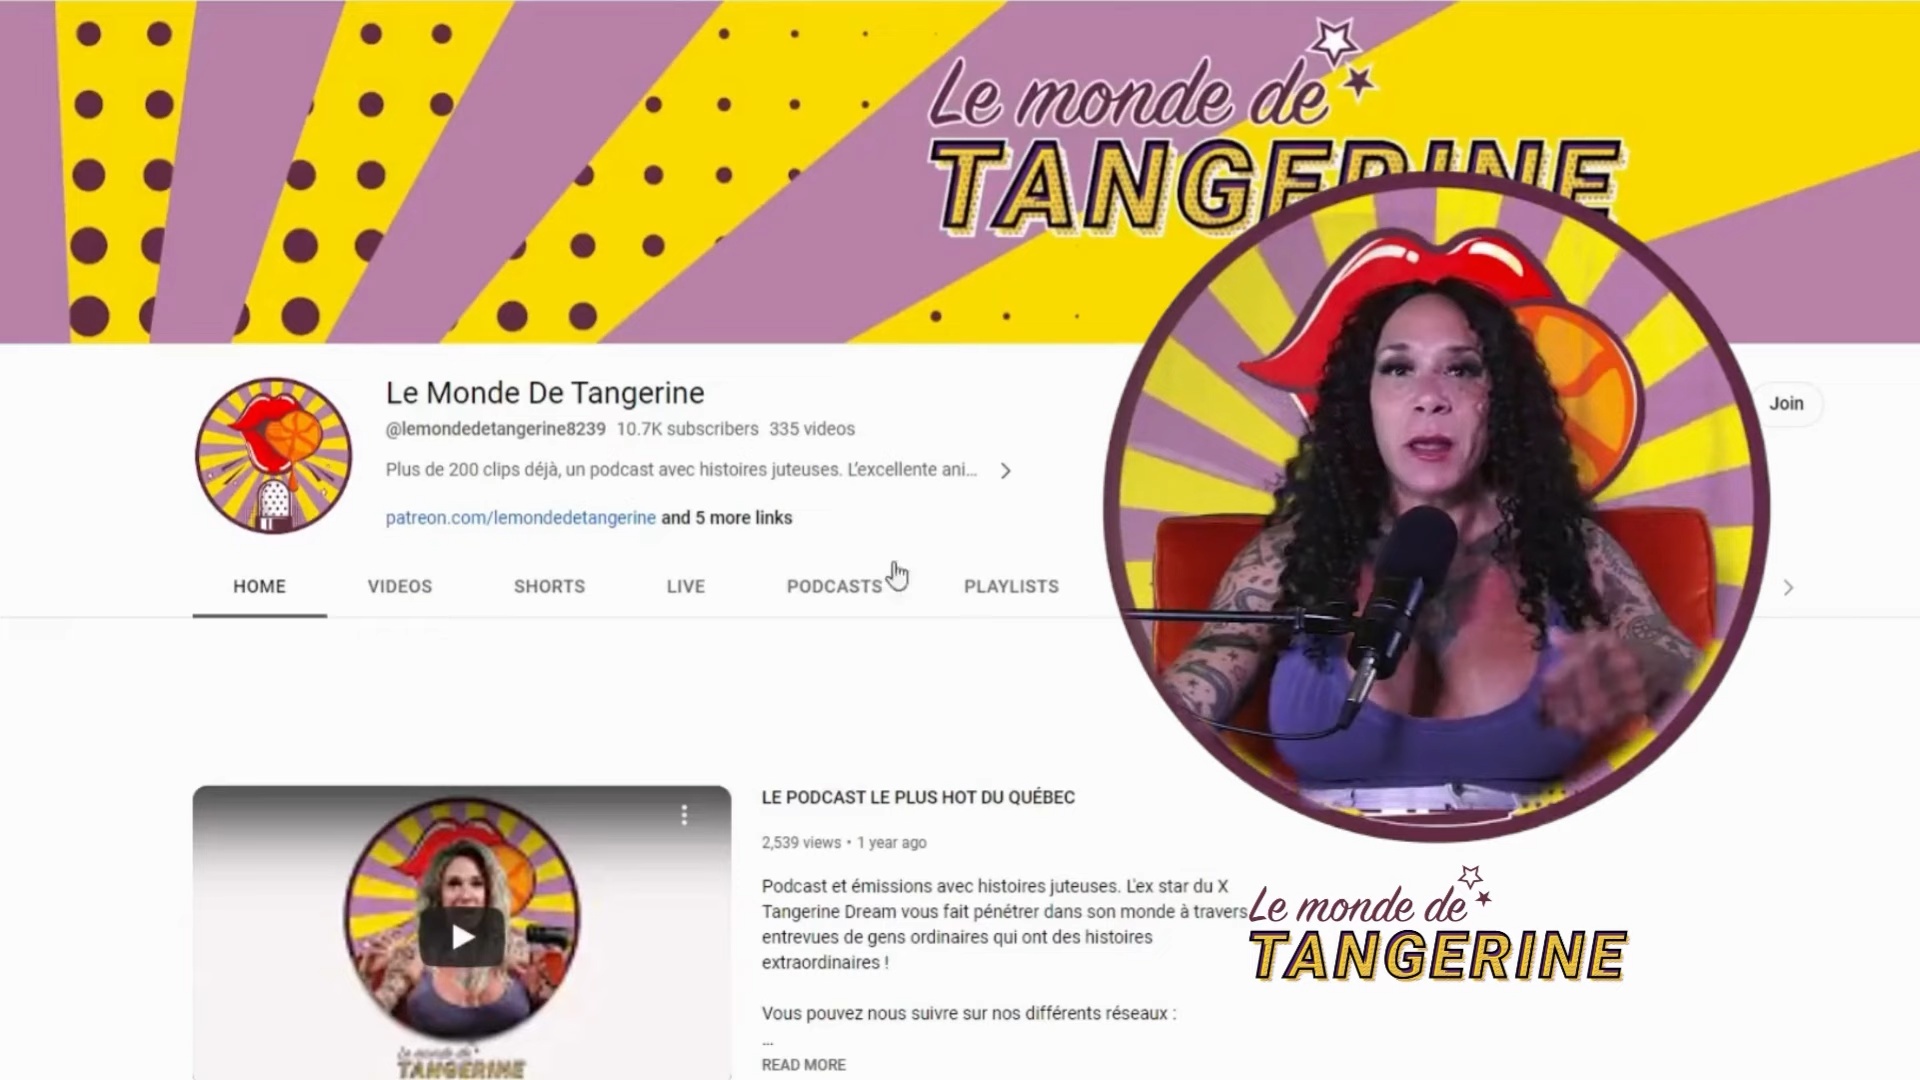 Le monde de
TANGERINE
Le Monde De Tangerine
@lemondedetangerine8239 10.7K subscribers 335 videos
Plus de 200 clips déjà, un podcast avec histoires juteuses. L'excellente ani...
patreon.com/lemondedetangerine and 5 more links
Join
HOME VIDEOS SHORTS LIVE PODCASTS PLAYLISTS
LE PODCAST LE PLUS HOT DU QUÉBEC
2,539 views • 1 year ago
Podcast et émissions avec histoires juteuses. L'ex star du X
Tangerine Dream vous fait pénétrer dans son monde à travers
entrevues de gens ordinaires qui ont des histoires
extraordinaires !
Vous pouvez nous suivre sur nos différents réseaux :
...
READ MORE
Le monde de
TANGERINE
Le monde de
TANGERINE